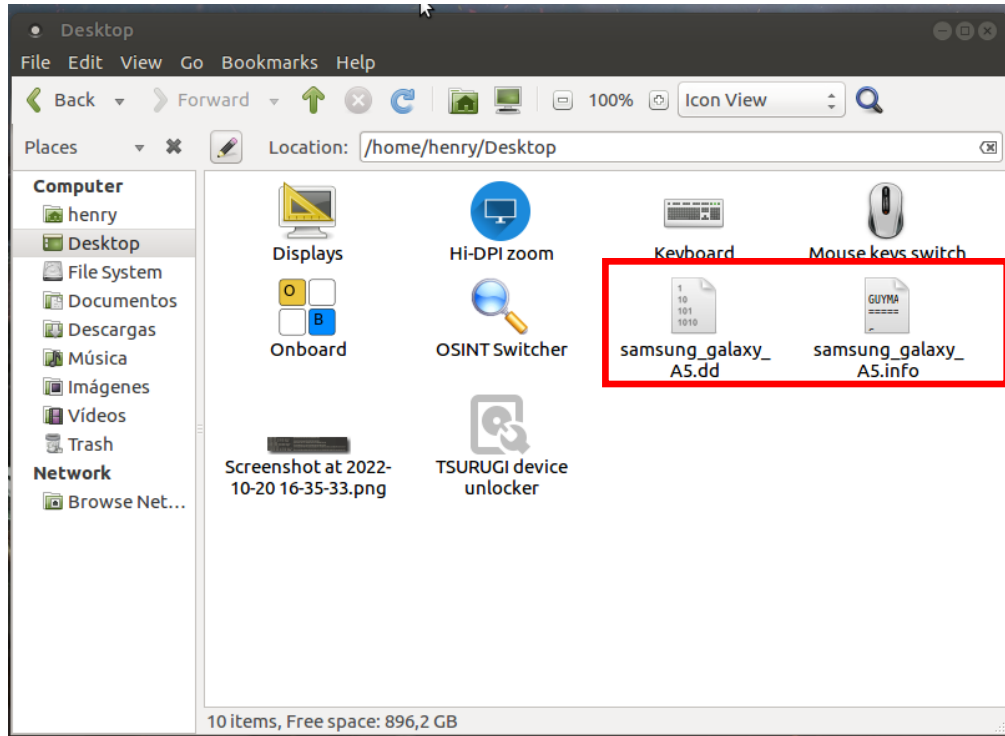 Desktop
File Edit View Go Bookmarks Help
Back Forward 100% Icon View
Places Location: /home/henry/Desktop
Computer
henry
Desktop
File System
Documentos
Descargas
Música
Imágenes
Vídeos
Trash
Network
Browse Net...
Displays
Hi-DPI zoom
Keyboard
Mouse keys switch
O
B
Onboard
OSINT Switcher
1
10
101
1010
samsung_galaxy_
A5.dd
GUYMA
=====
samsung_galaxy_
A5.info
Screenshot at 2022-
10-20 16-35-33.png
TSURUGI device
unlocker
10 items, Free space: 896,2 GB